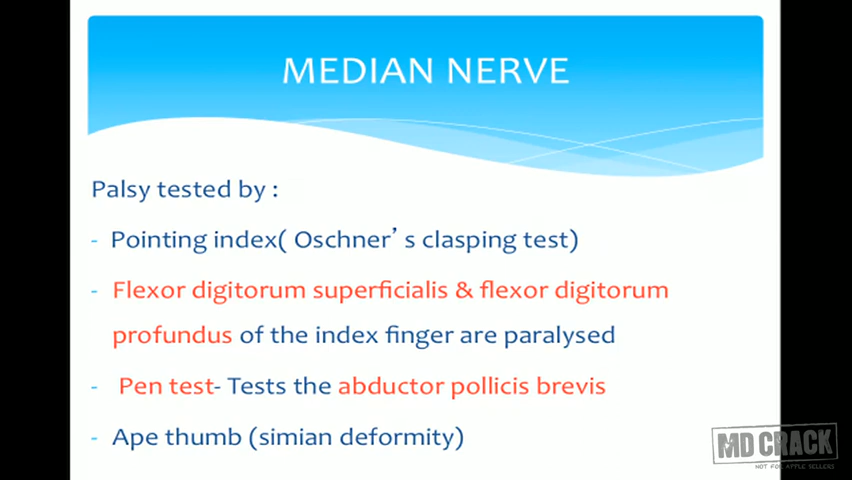 MEDIAN NERVE
Palsy tested by :
- Pointing index( Oschner's clasping test)
- Flexor digitorum superficialis & flexor digitorum
profundus of the index finger are paralysed
- Pen test- Tests the abductor pollicis brevis
- Ape thumb (simian deformity)
MD CRACK
NOT FOR APPLE SELLERS